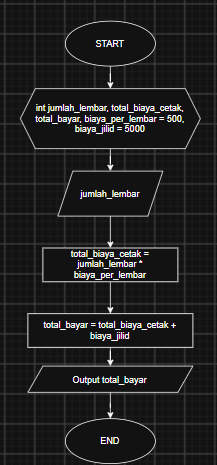 START
int jumlah_lembar, total_biaya_cetak,
total_bayar, biaya_per_lembar = 500,
biaya_jilid = 5000
jumlah_lembar
total_biaya_cetak =
jumlah_lembar *
biaya_per_lembar
total_bayar = total_biaya_cetak +
biaya_jilid
Output total_bayar
END